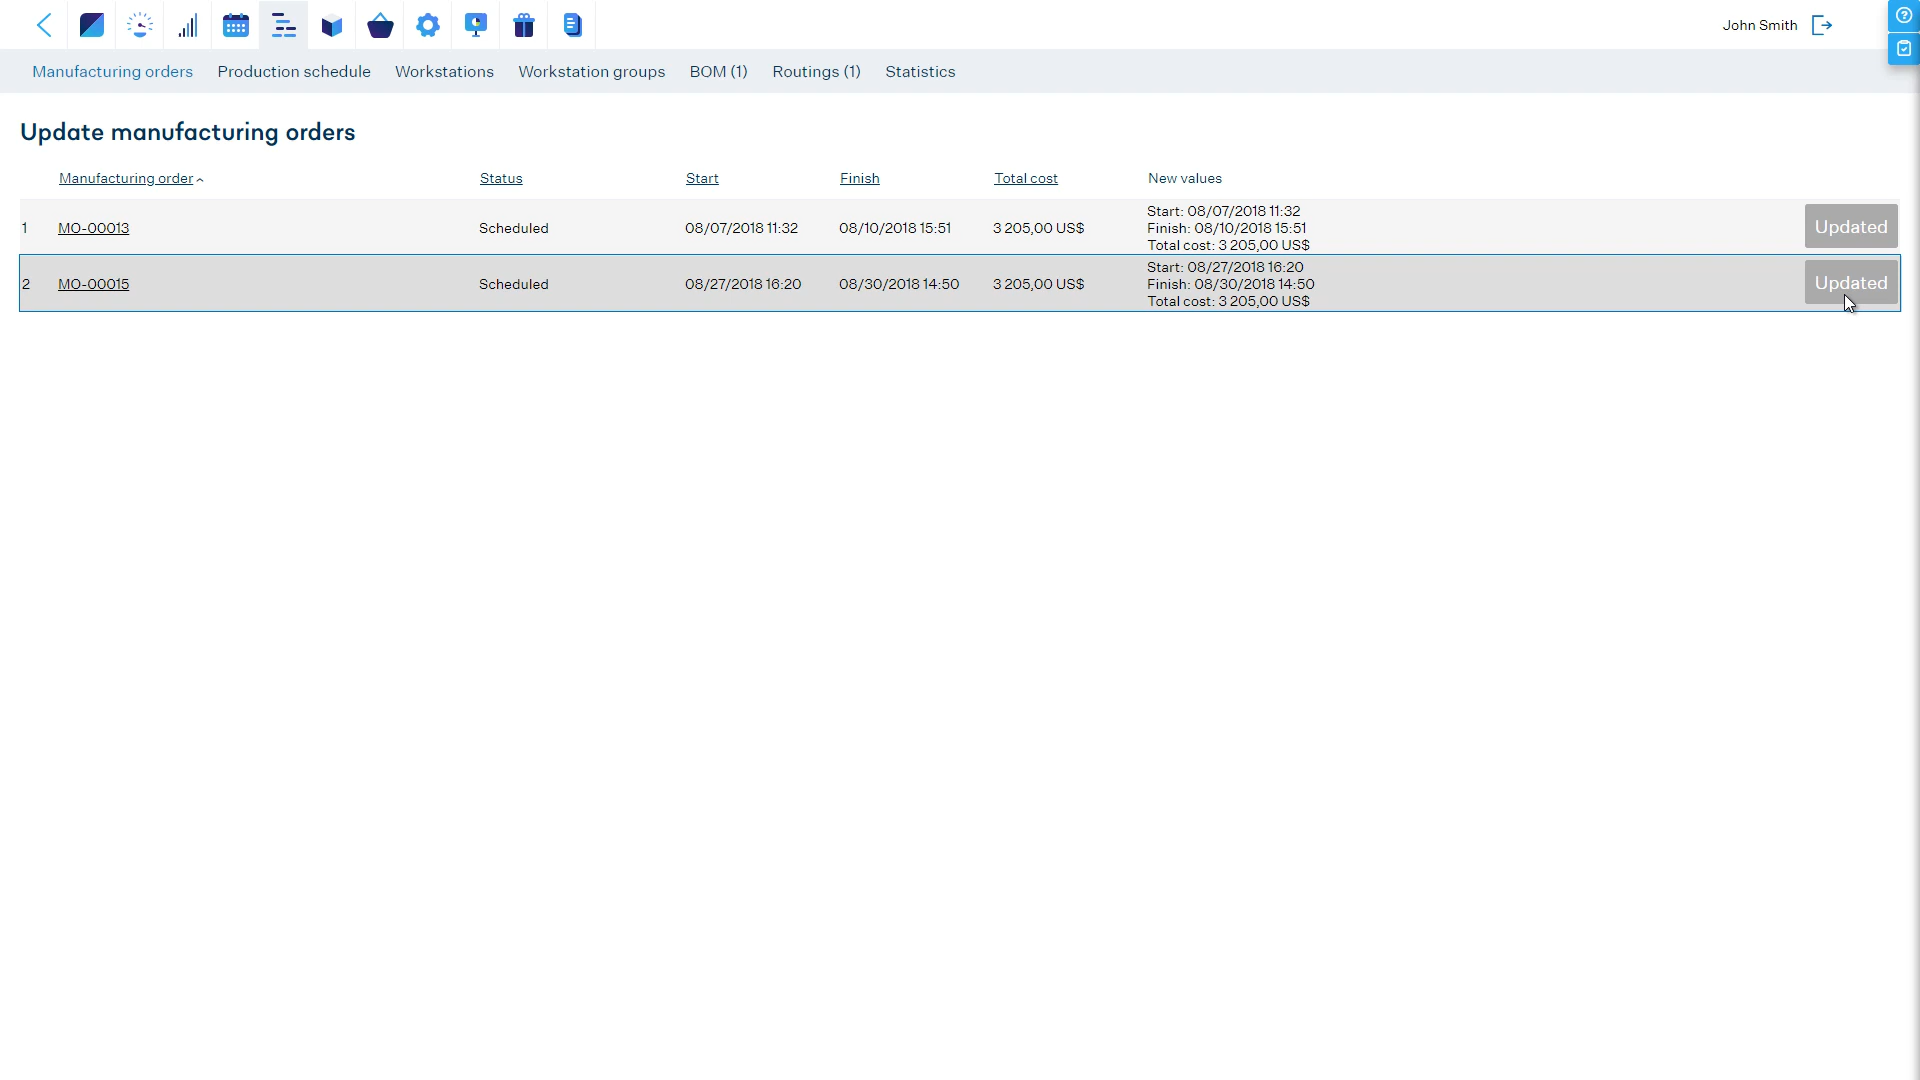 John Smith
Manufacturing orders Production schedule Workstations Workstation groups BOM (1) Routings (1) Statistics
Update manufacturing orders
Manufacturing order Status Start Finish Total cost New values
1 MO-00013 Scheduled 08/07/2018 11:32 08/10/2018 15:51 3 205,00 US$ Start: 08/07/2018 11:32
Finish: 08/10/2018 15:51
Total cost: 3 205,00 US$
Updated
2 MO-00015 Scheduled 08/27/2018 16:20 08/30/2018 14:50 3 205,00 US$ Start: 08/27/2018 16:20
Finish: 08/30/2018 14:50
Total cost: 3 205,00 US$
Updated